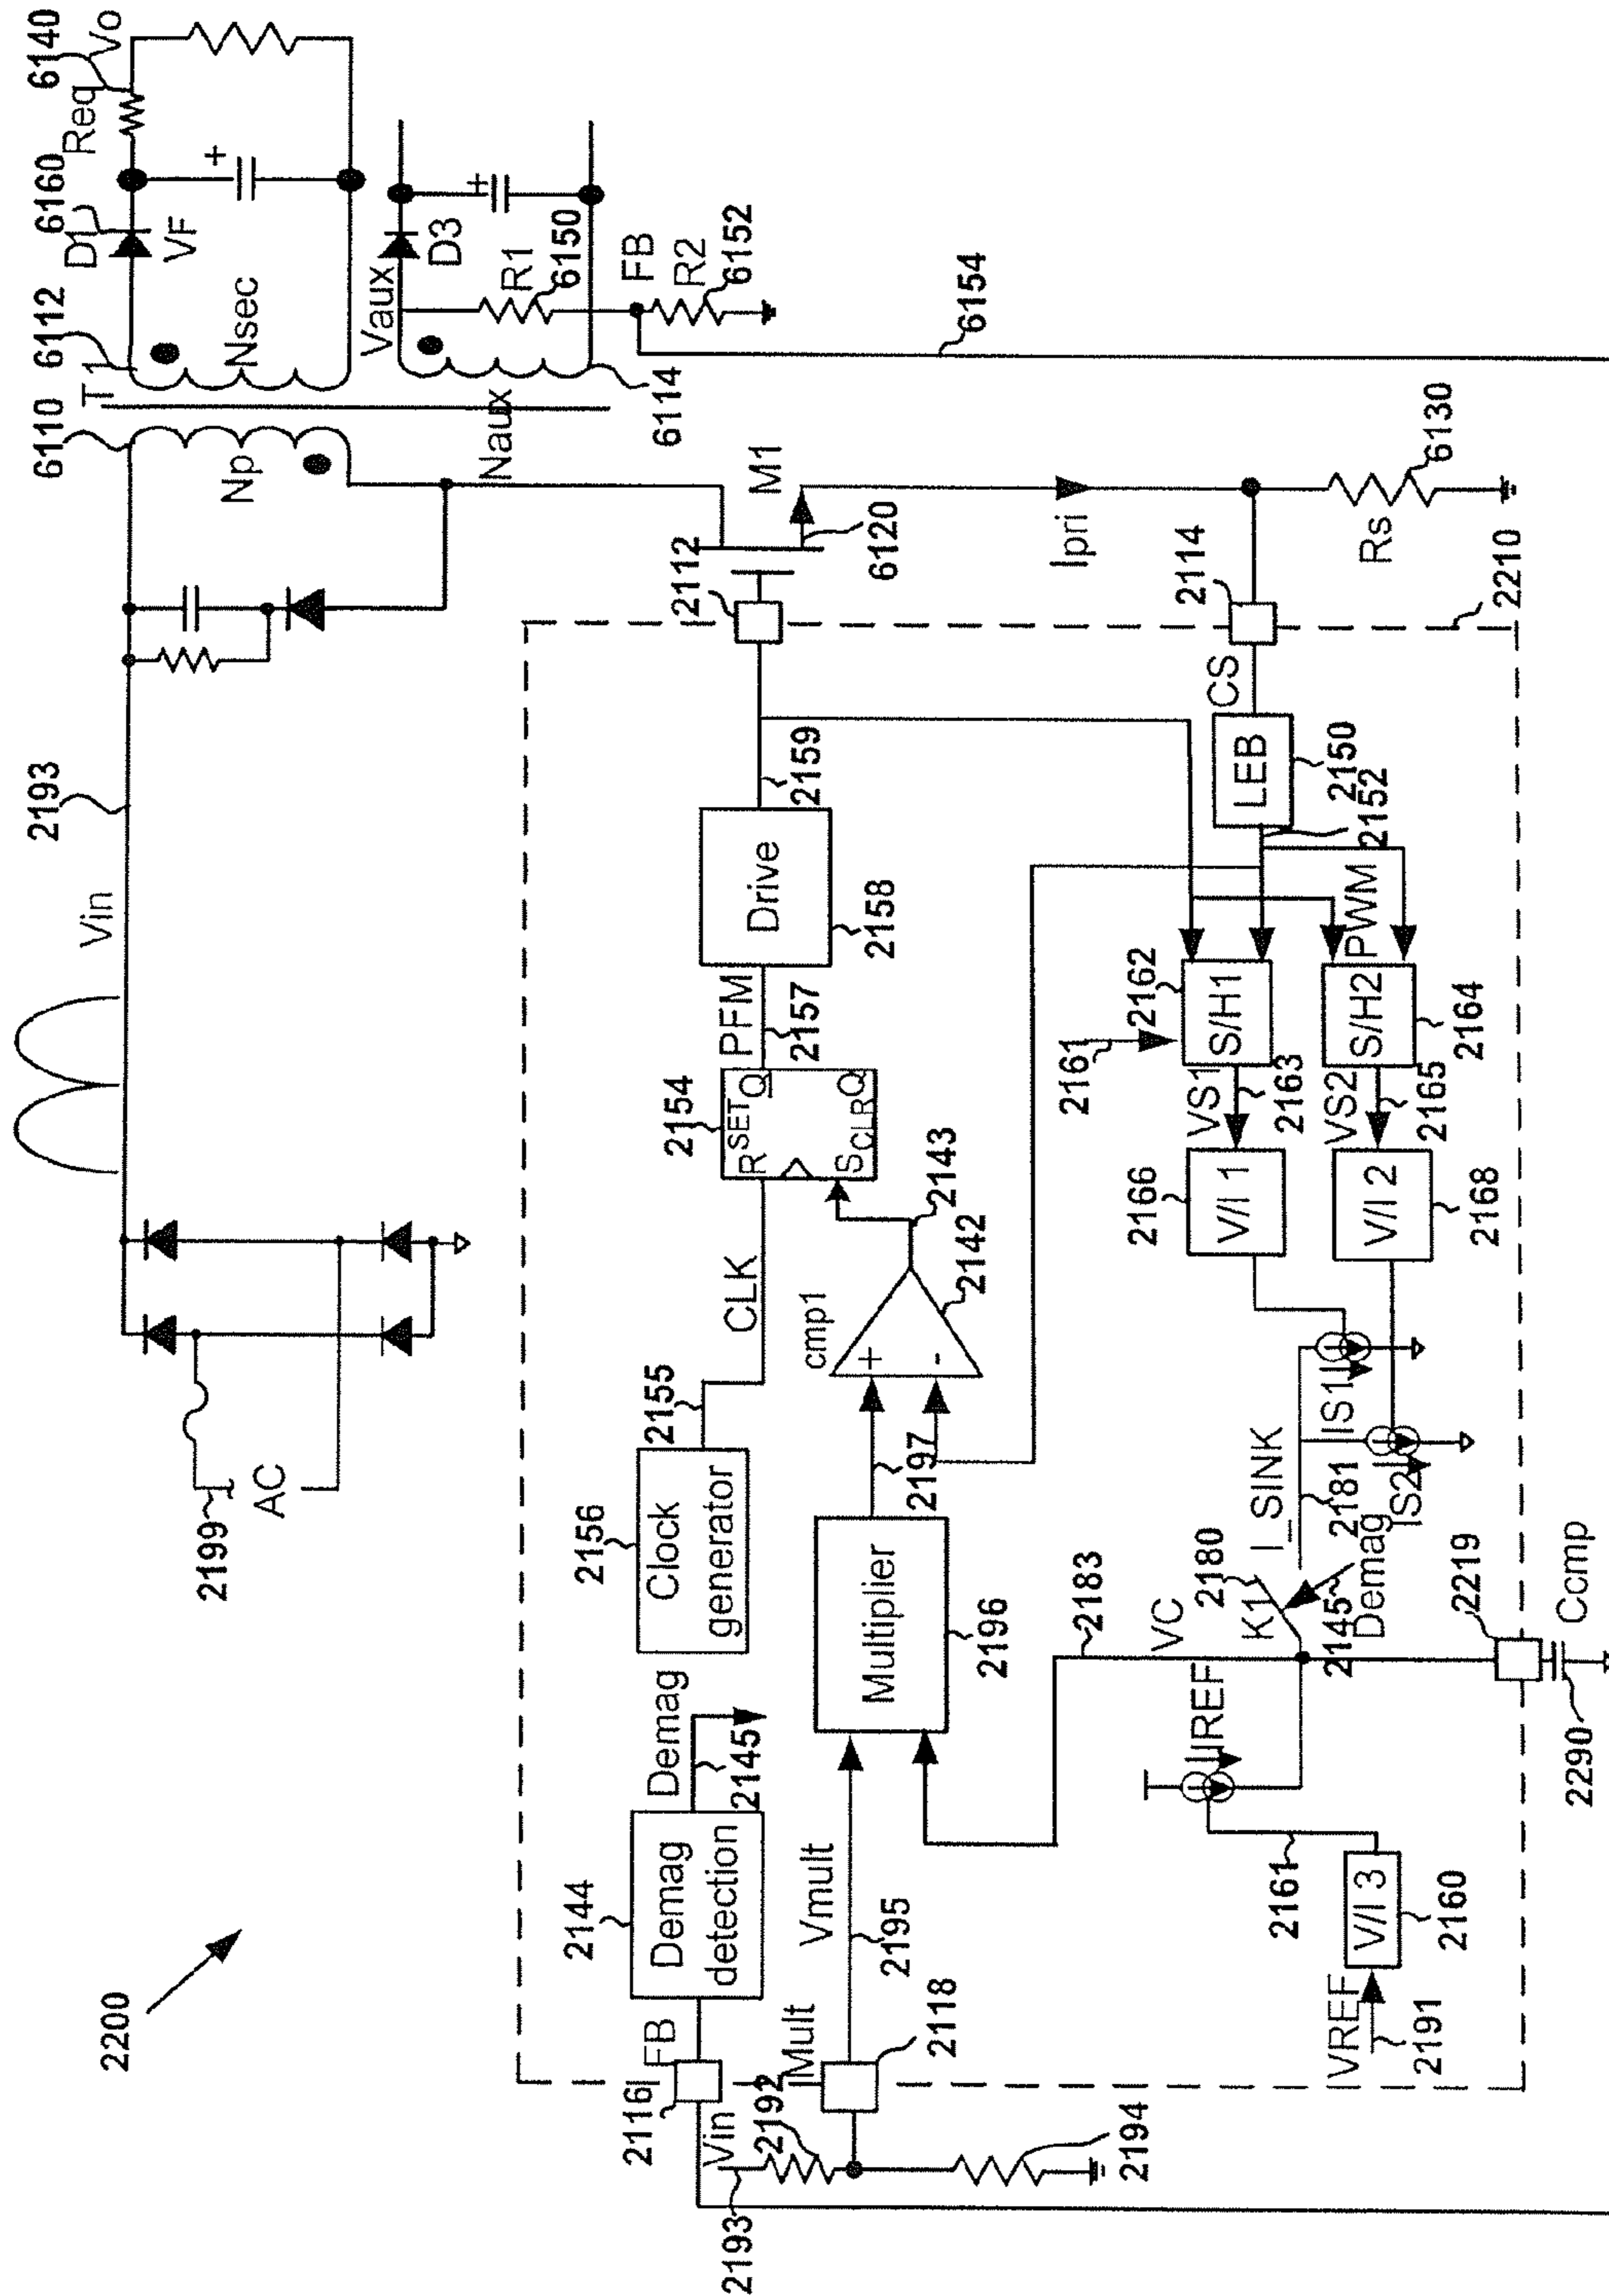 2200
2199
AC
Vin
2193
6110
T1
6112
Np
Nsec
D1
6160
VF
Req
6140
Vo
Vaux
D3
R1
6150
FB
R2
6152
Naux
6114
6154
M1
6120
Ipri
Rs
6130
2210
2112
2114
CS
LEB
2150
2152
2116
FB
2144
Demag
detection
Demag
2145
2156
Clock
generator
2155
CLK
2154
R SET Q
S CLR Q
PFM
2157
Drive
2158
2159
Vin
2193
2192
Mult
2118
2194
Vmult
2195
Multiplier
2196
2197
cmp1
+
-
2142
2143
2183
VC
K1
2180
I_SINK
2181
2145
Demag
IS1
IS2
2166
V/I 1
V/I 2
2168
VS1
2163
VS2
2165
2161
2162
S/H1
S/H2
2164
PWM
VREF
2191
V/I 3
2160
2161
IREF
2219
Ccmp
2290